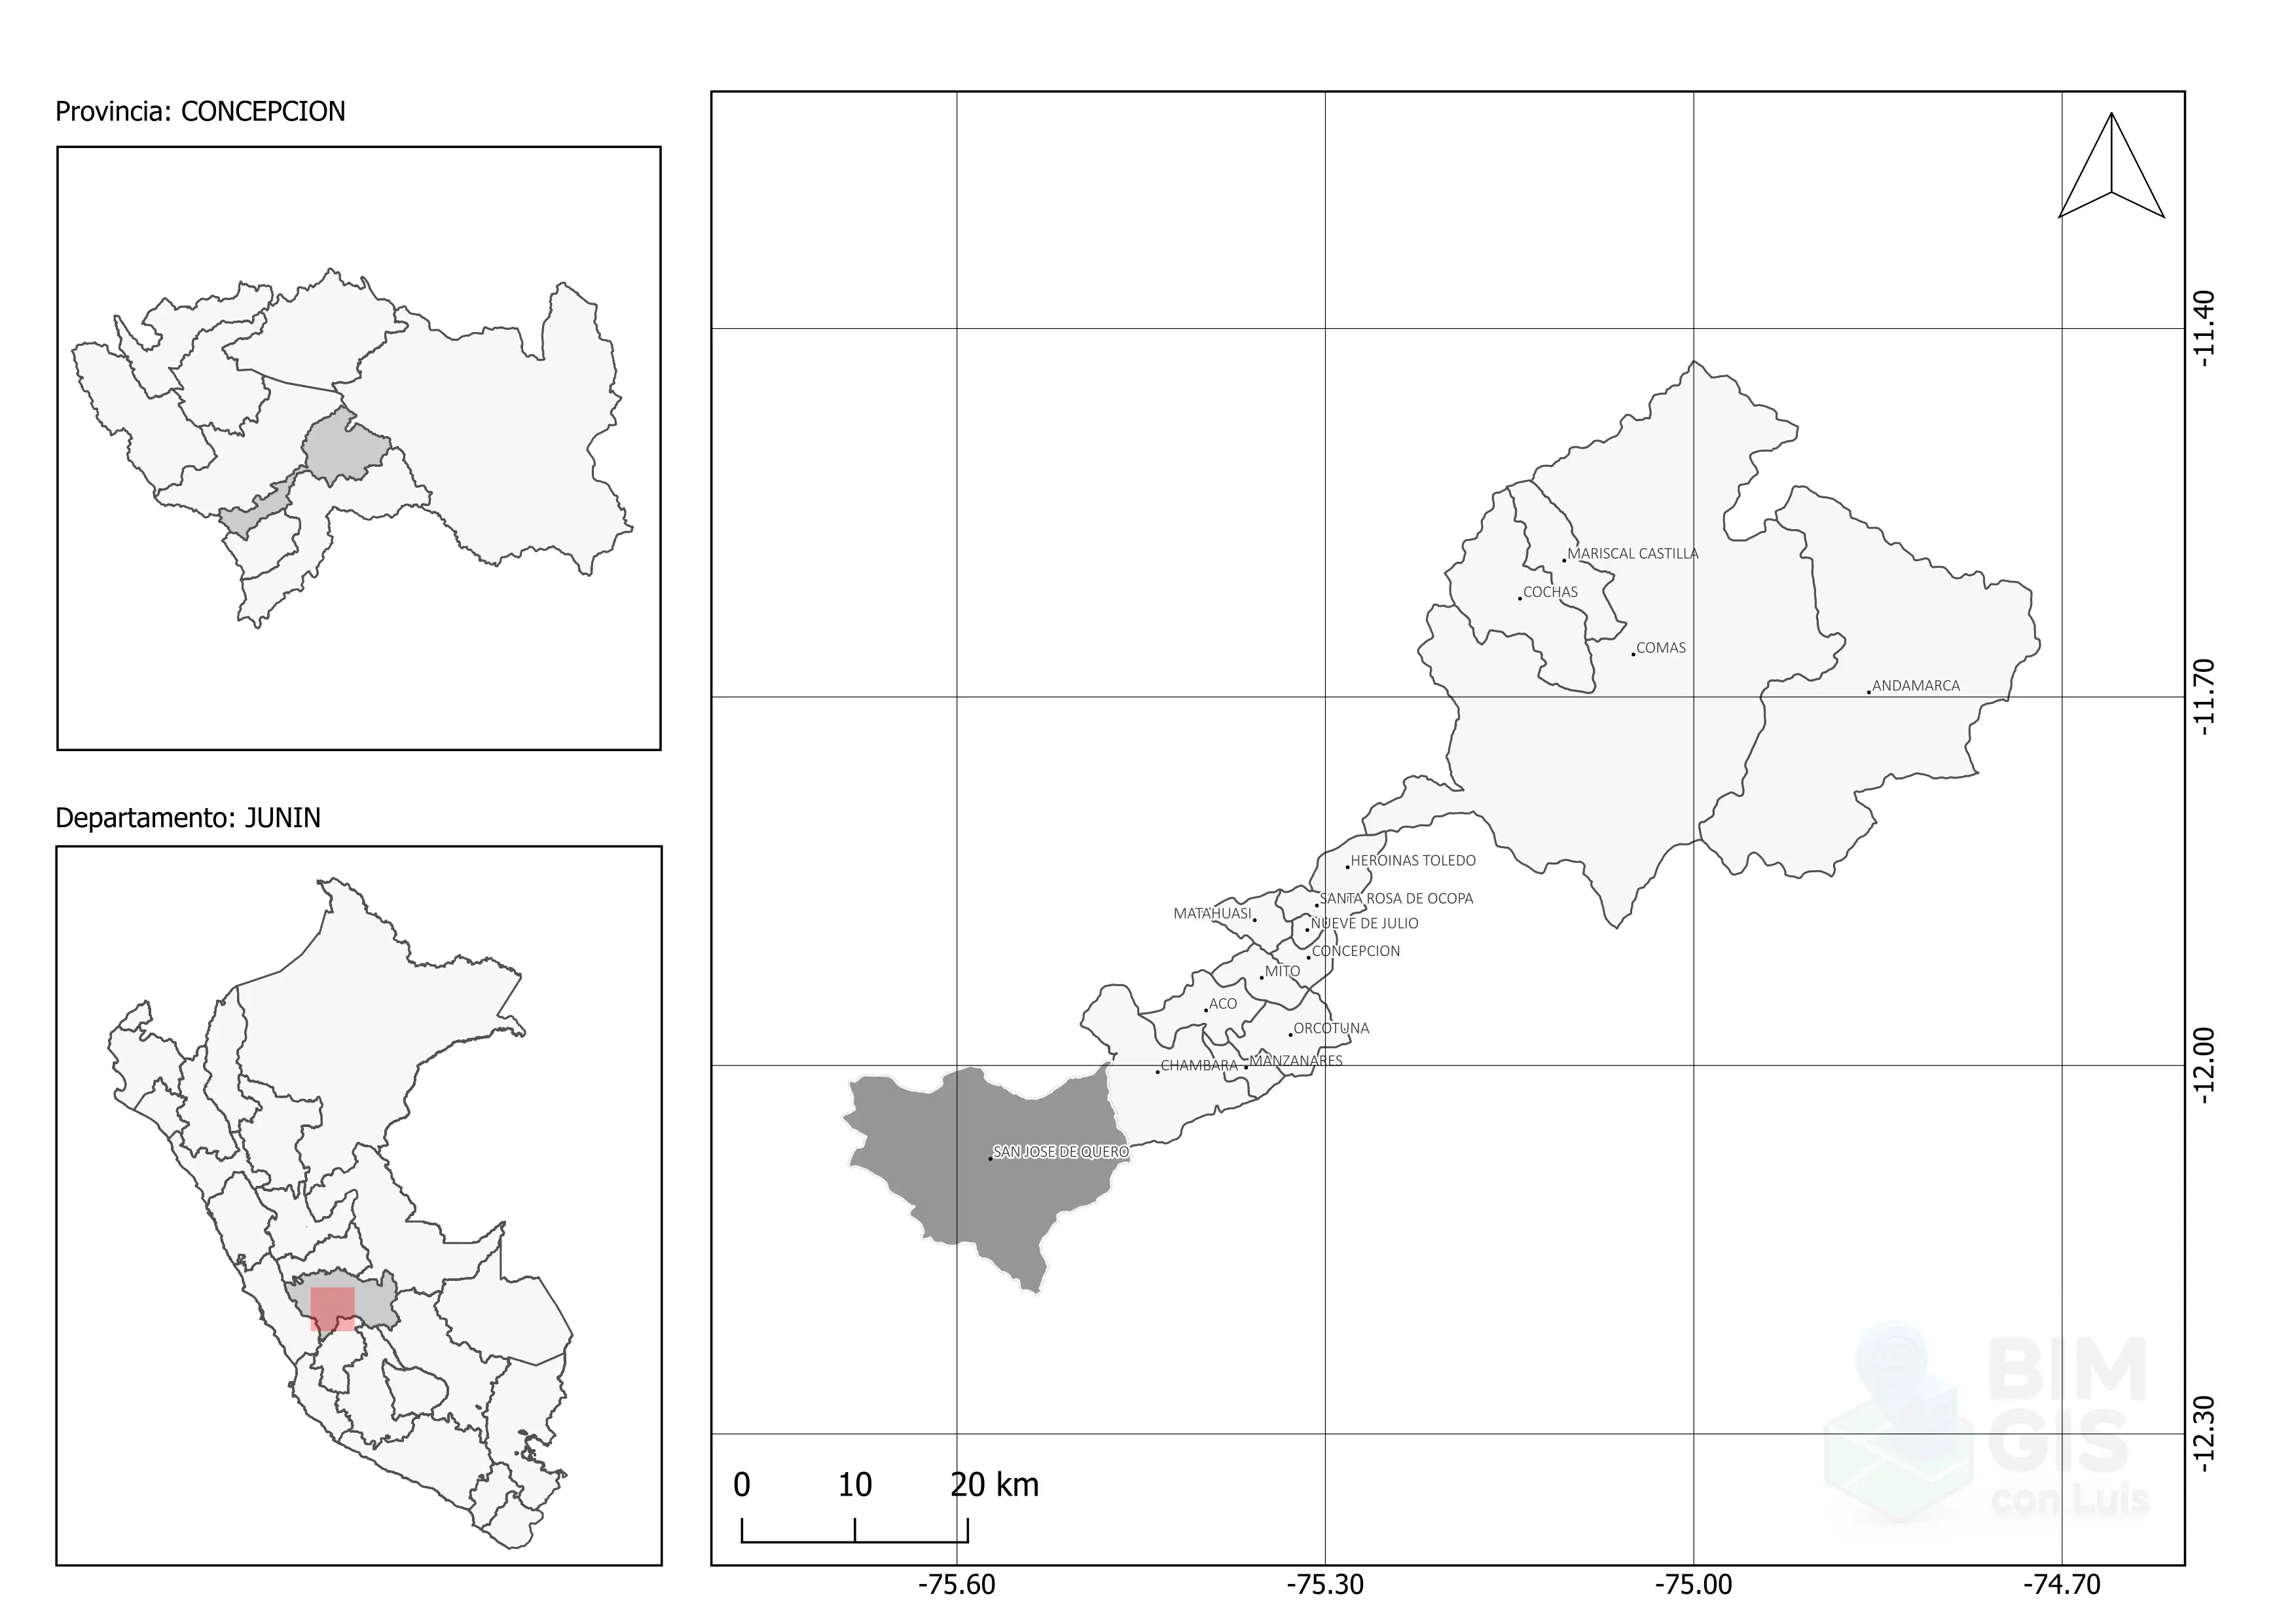 Provincia: CONCEPCION
Departamento: JUNIN
MARISCAL CASTILLA
COCHAS
COMAS
ANDAMARCA
HEROINAS TOLEDO
SANTA ROSA DE OCOPA
MATAHUASI
NUEVE DE JULIO
CONCEPCION
MITO
ACO
ORCOTUNA
CHAMBARA
MANZANARES
SAN JOSE DE QUERO
-11.40
-11.70
-12.00
-12.30
0 10 20 km
-75.60 -75.30 -75.00 -74.70
BIM
GIS
con Luis